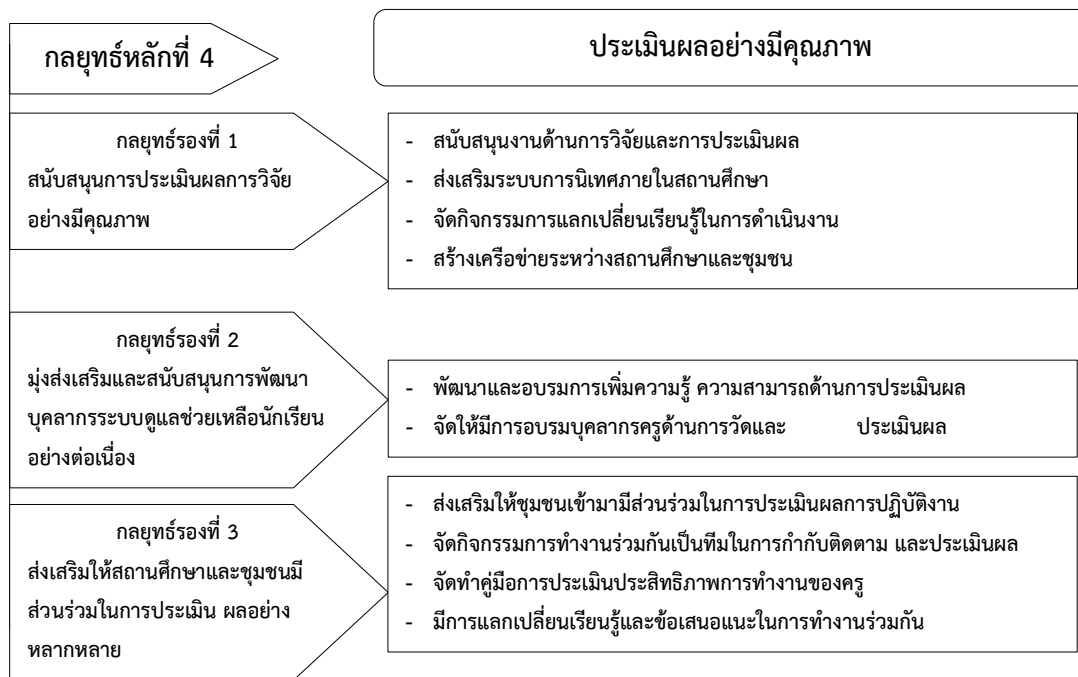 กลยุทธ์หลักที่ 4
ประเมินผลอย่างมีคุณภาพ
กลยุทธ์รองที่ 1
สนับสนุนการประเมินผลการวิจัย
อย่างมีคุณภาพ
- สนับสนุนงานด้านการวิจัยและการประเมินผล
- ส่งเสริมระบบการนิเทศภายในสถานศึกษา
- จัดกิจกรรมการแลกเปลี่ยนเรียนรู้ในการดำเนินงาน
- สร้างเครือข่ายระหว่างสถานศึกษาและชุมชน
กลยุทธ์รองที่ 2
มุ่งส่งเสริมและสนับสนุนการพัฒนา
บุคลากรระบบดูแลช่วยเหลือนักเรียน
อย่างต่อเนื่อง
- พัฒนาและอบรมการเพิ่มความรู้ ความสามารถด้านการประเมินผล
- จัดให้มีการอบรมบุคลากรครูด้านการวัดและ ประเมินผล
กลยุทธ์รองที่ 3
ส่งเสริมให้สถานศึกษาและชุมชนมี
ส่วนร่วมในการประเมิน ผลอย่าง
หลากหลาย
- ส่งเสริมให้ชุมชนเข้ามามีส่วนร่วมในการประเมินผลการปฏิบัติงาน
- จัดกิจกรรมการทำงานร่วมกันเป็นทีมในการกำกับติดตาม และประเมินผล
- จัดทำคู่มือการประเมินประสิทธิภาพการทำงานของครู
- มีการแลกเปลี่ยนเรียนรู้และข้อเสนอแนะในการทำงานร่วมกัน